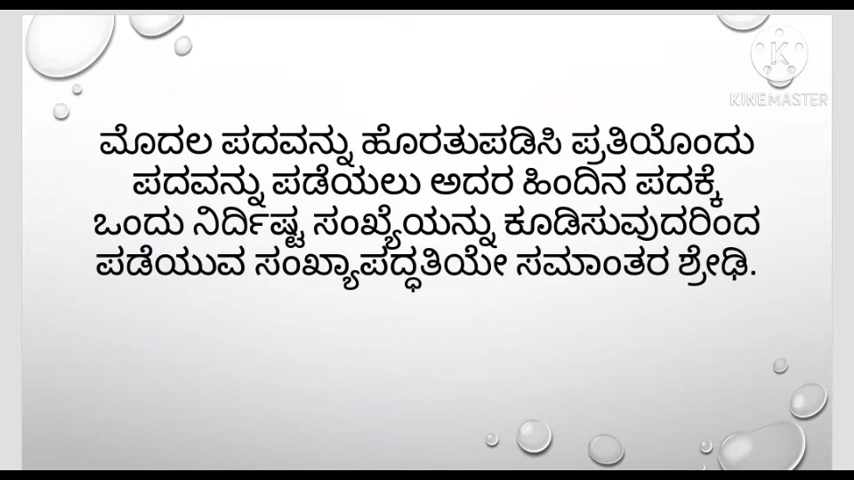 K
KINEMASTER
ಮೊದಲ ಪದವನ್ನು ಹೊರತುಪಡಿಸಿ ಪ್ರತಿಯೊಂದು
ಪದವನ್ನು ಪಡೆಯಲು ಅದರ ಹಿಂದಿನ ಪದಕ್ಕೆ
ಒಂದು ನಿರ್ದಿಷ್ಟ ಸಂಖ್ಯೆಯನ್ನು ಕೂಡಿಸುವುದರಿಂದ
ಪಡೆಯುವ ಸಂಖ್ಯಾಪದ್ಧತಿಯೇ ಸಮಾಂತರ ಶ್ರೇಢಿ.